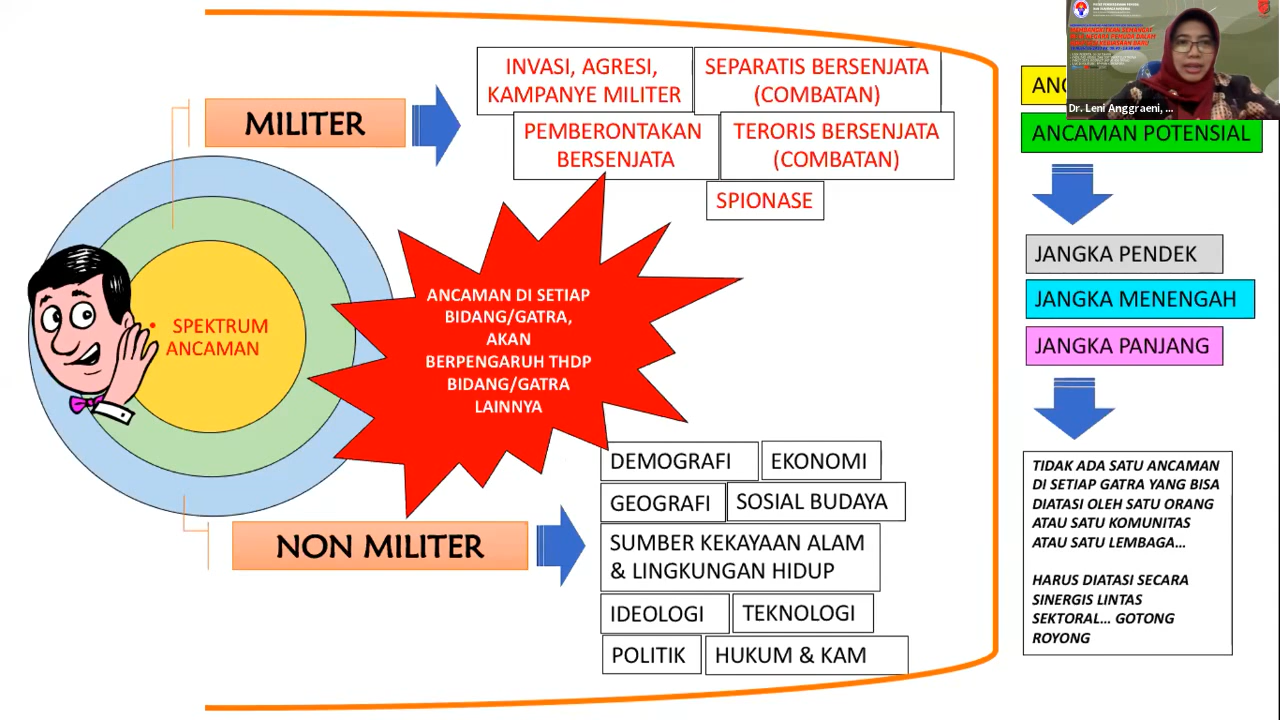 MILITER
INVASI, AGRESI,
KAMPANYE MILITER
SEPARATIS BERSENJATA
(COMBATAN)
PEMBERONTAKAN
BERSENJATA
TERORIS BERSENJATA
(COMBATAN)
SPIONASE
• SPEKTRUM
ANCAMAN
ANCAMAN DI SETIAP
BIDANG/GATRA,
AKAN
BERPENGARUH THDP
BIDANG/GATRA
LAINNYA
NON MILITER
DEMOGRAFI
EKONOMI
GEOGRAFI
SOSIAL BUDAYA
SUMBER KEKAYAAN ALAM
& LINGKUNGAN HIDUP
IDEOLOGI
TEKNOLOGI
POLITIK
HUKUM & KAM
Dr. Leni Anggraeni, ...
ANCAMAN POTENSIAL
JANGKA PENDEK
JANGKA MENENGAH
JANGKA PANJANG
TIDAK ADA SATU ANCAMAN
DI SETIAP GATRA YANG BISA
DIATASI OLEH SATU ORANG
ATAU SATU KOMUNITAS
ATAU SATU LEMBAGA...
HARUS DIATASI SECARA
SINERGIS LINTAS
SEKTORAL... GOTONG
ROYONG